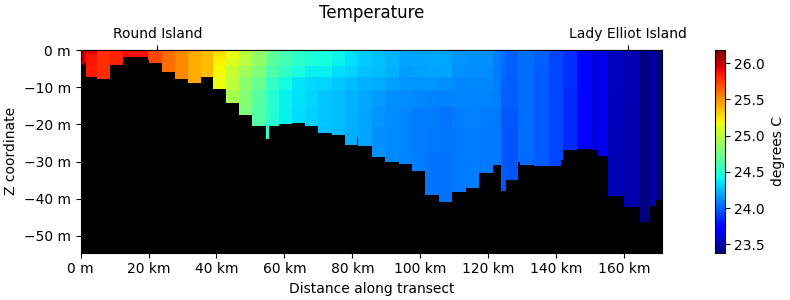 Temperature
Round Island
Lady Elliot Island
0 m
−10 m
−20 m
−30 m
−40 m
−50 m
Z coordinate
0 m
20 km
40 km
60 km
80 km
100 km
120 km
140 km
160 km
Distance along transect
26.0
25.5
25.0
24.5
24.0
23.5
degrees C